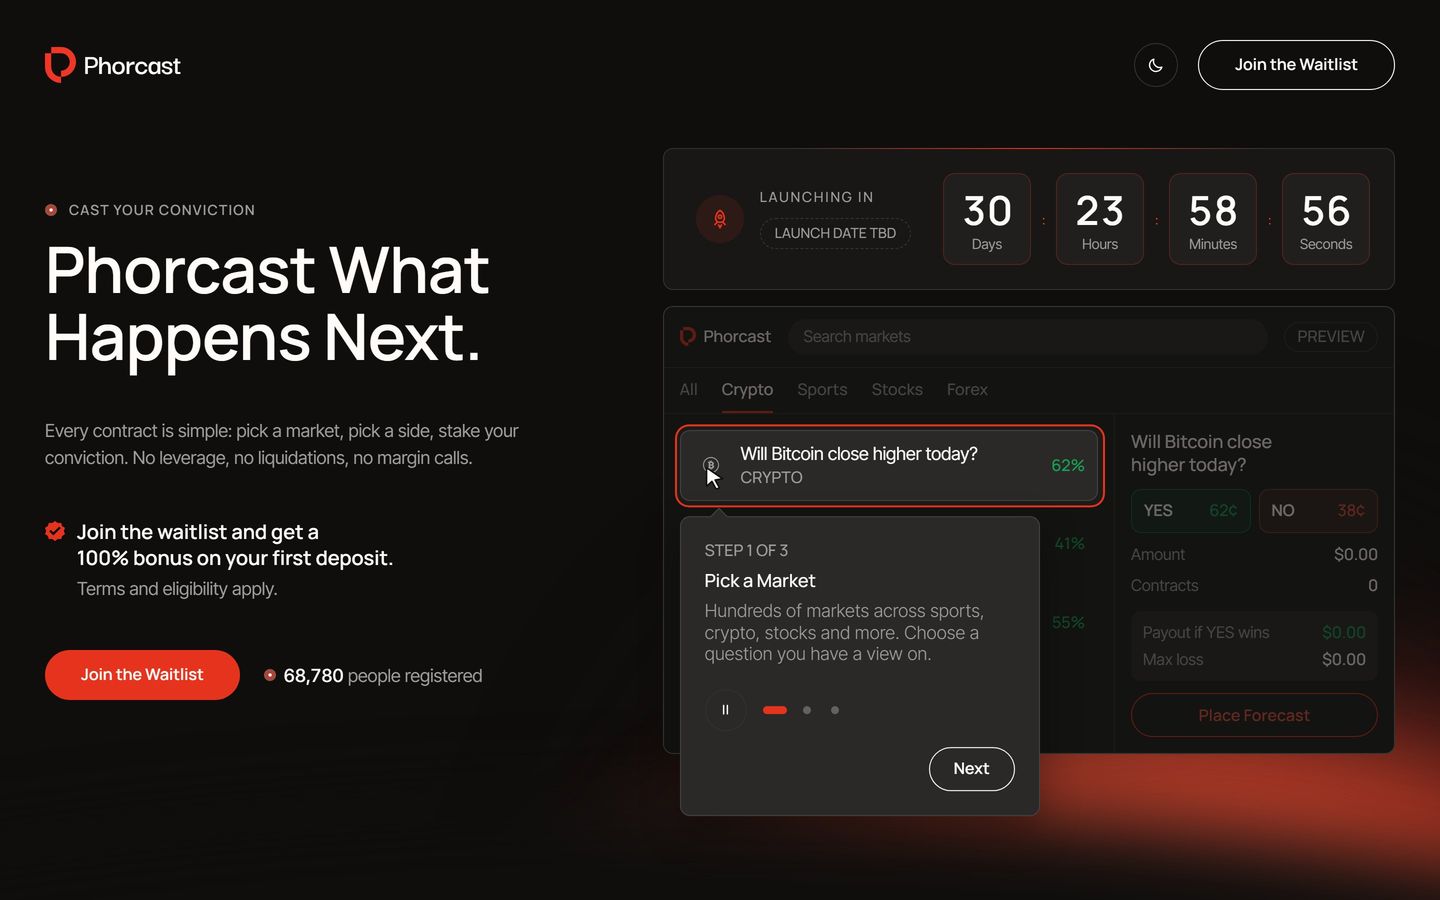 Phorcast
Join the Waitlist
CAST YOUR CONVICTION
Phorcast What
Happens Next.
Every contract is simple: pick a market, pick a side, stake your
conviction. No leverage, no liquidations, no margin calls.
Join the waitlist and get a
100% bonus on your first deposit.
Terms and eligibility apply.
Join the Waitlist
68,780 people registered
LAUNCHING IN
LAUNCH DATE TBD
30 : 23 : 58 : 56
Days Hours Minutes Seconds
Phorcast Search markets PREVIEW
All Crypto Sports Stocks Forex
Will Bitcoin close higher today?
CRYPTO
62%
41%
55%
STEP 1 OF 3
Pick a Market
Hundreds of markets across sports,
crypto, stocks and more. Choose a
question you have a view on.
Next
Will Bitcoin close
higher today?
YES 62¢ NO 38¢
Amount $0.00
Contracts 0
Payout if YES wins $0.00
Max loss $0.00
Place Forecast